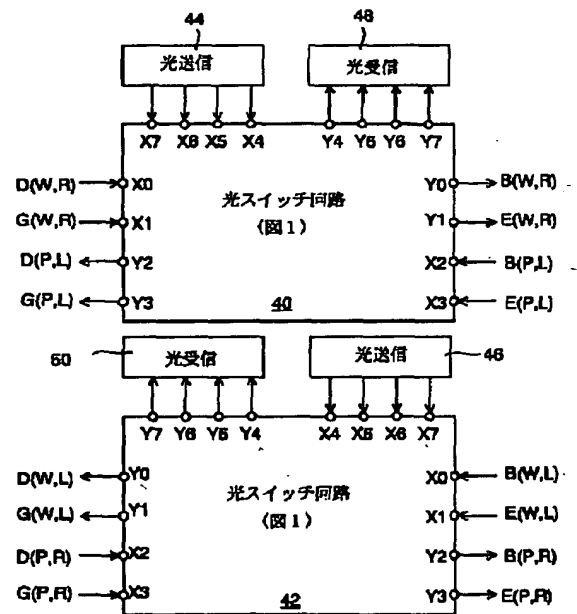 44
48
光送信
光受信
X7 X6 X5 X4
Y4 Y5 Y6 Y7
D(W,R) X0
Y0 B(W,R)
G(W,R) X1
Y1 E(W,R)
D(P,L) Y2
X2 B(P,L)
G(P,L) Y3
X3 E(P,L)
光スイッチ回路
(図1)
40
50
46
光受信
光送信
Y7 Y6 Y5 Y4
X4 X5 X6 X7
D(W,L) Y0
X0 B(W,L)
G(W,L) Y1
X1 E(W,L)
D(P,R) X2
Y2 B(P,R)
G(P,R) X3
Y3 E(P,R)
光スイッチ回路
(図1)
42